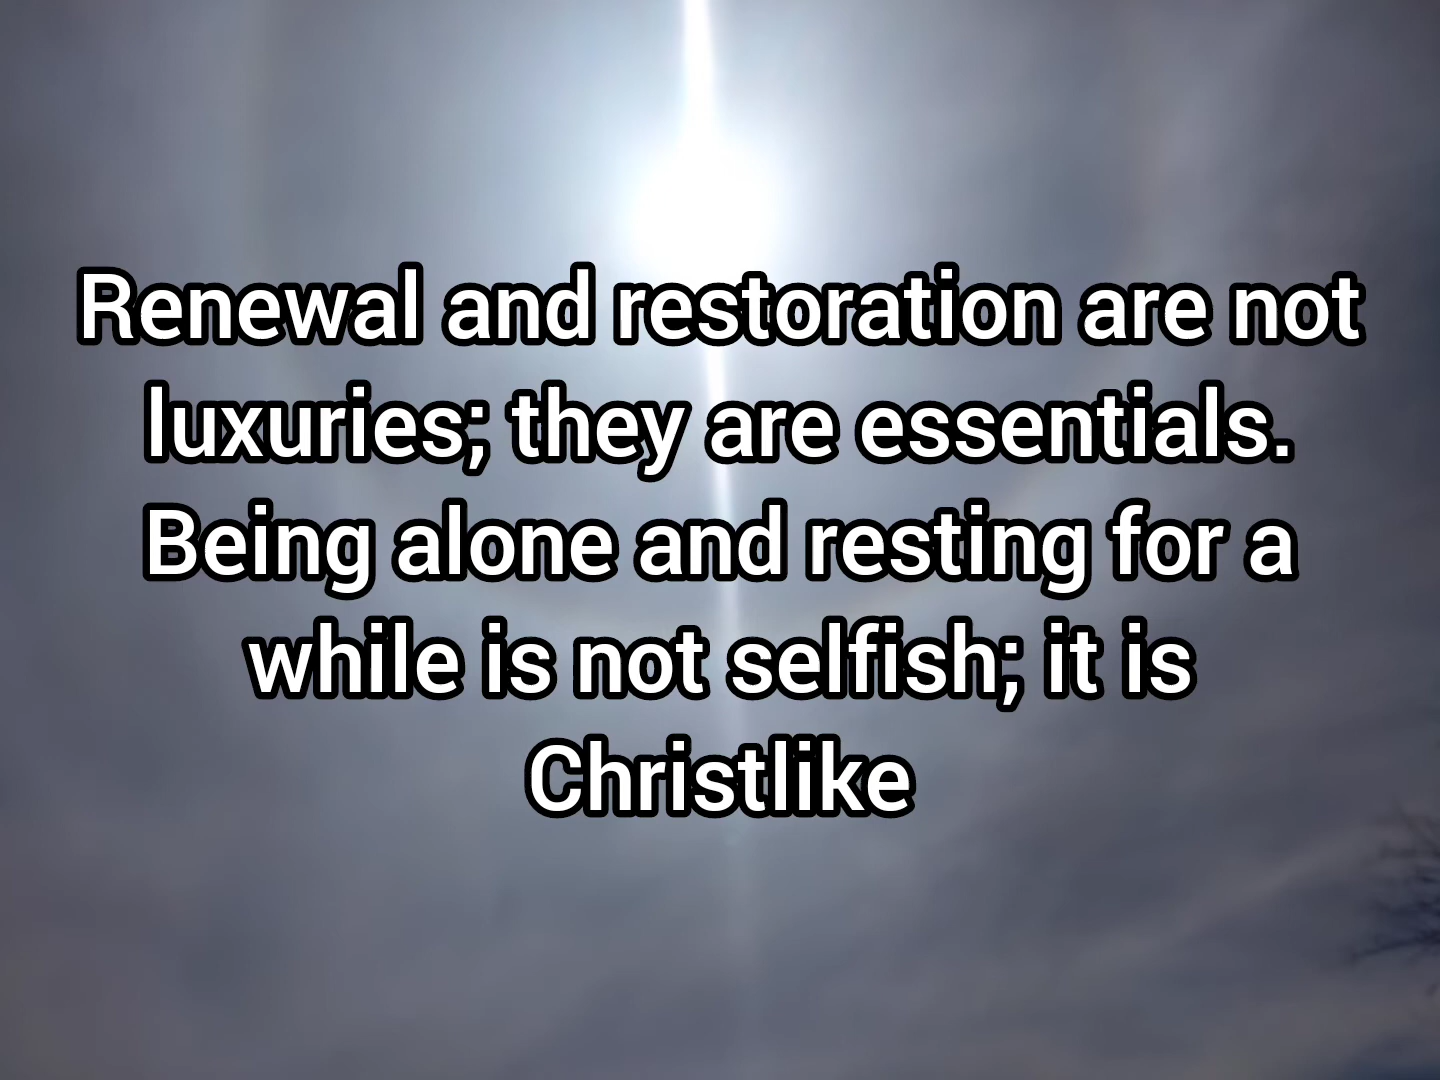 Renewal and restoration are not
luxuries; they are essentials.
Being alone and resting for a
while is not selfish; it is
Christlike